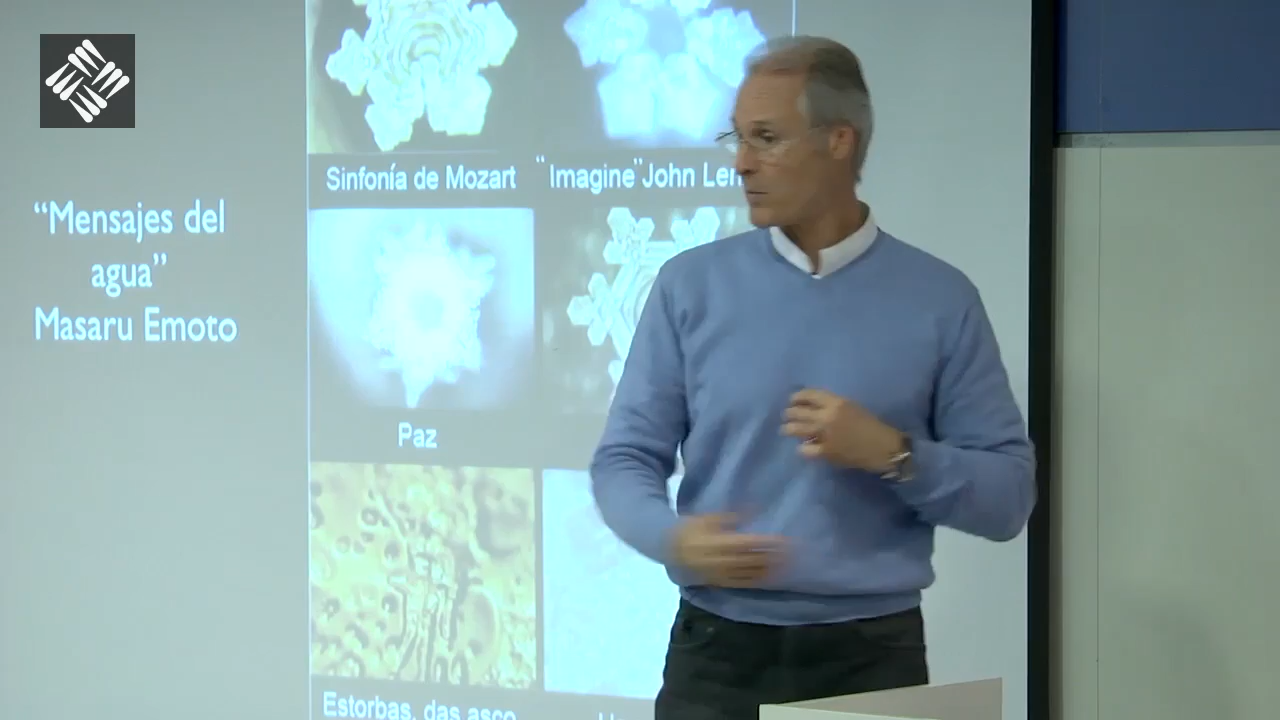 “Mensajes del
agua”
Masaru Emoto
Sinfonía de Mozart
“Imagine” John Len
Paz
Estorbas, das asco